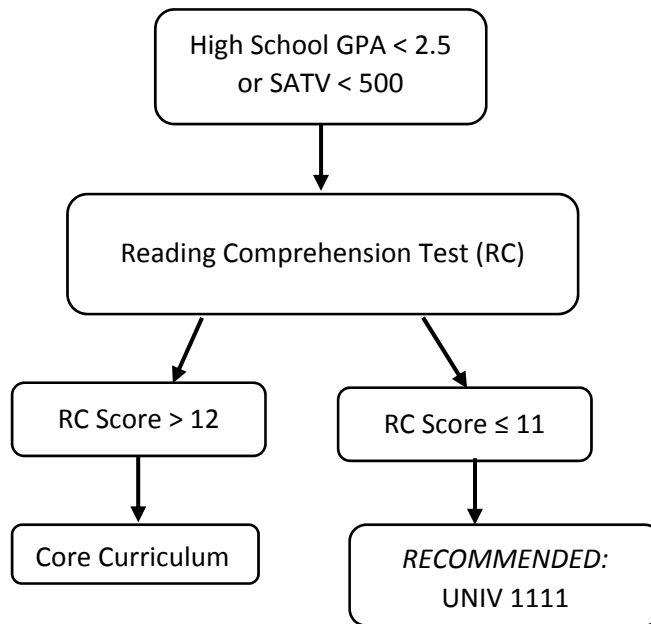 High School GPA < 2.5
or SATV < 500
Reading Comprehension Test (RC)
RC Score > 12
RC Score ≤ 11
Core Curriculum
RECOMMENDED:
UNIV 1111